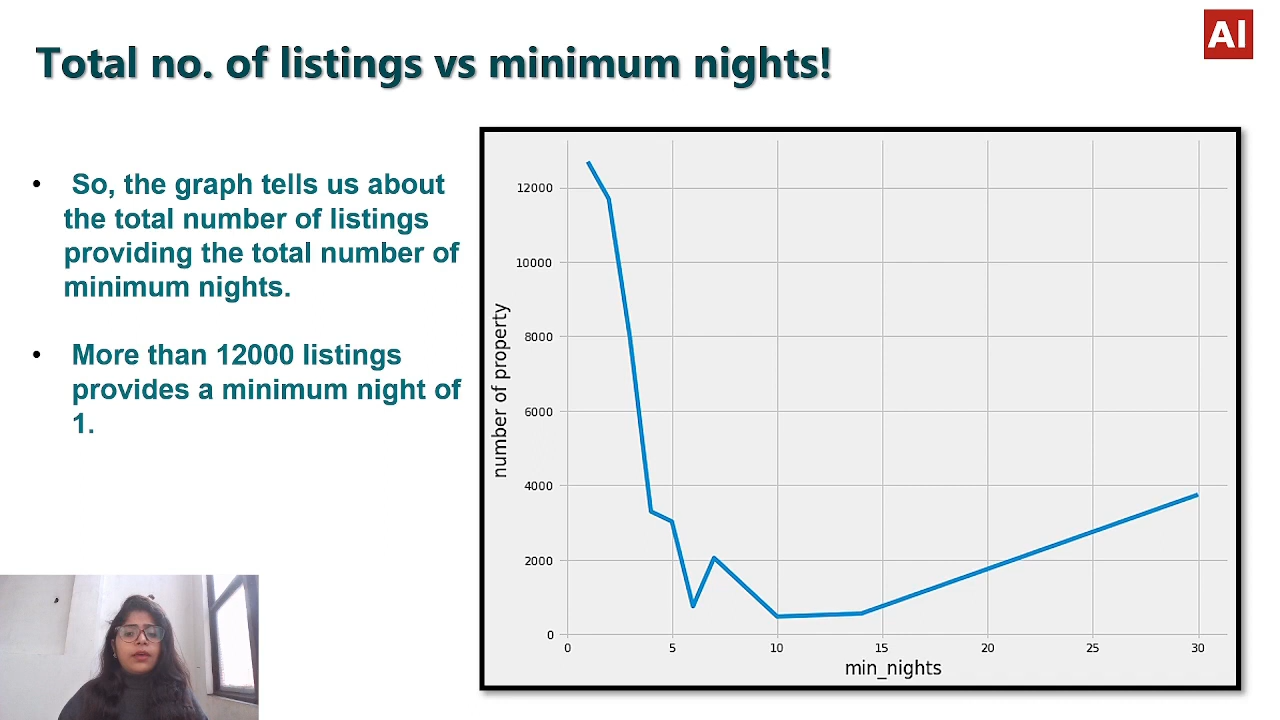 AI
Total no. of listings vs minimum nights!
• So, the graph tells us about
the total number of listings
providing the total number of
minimum nights.
• More than 12000 listings
provides a minimum night of
1.
number of property
12000
10000
8000
6000
4000
2000
0
0 5 10 15 20 25 30
min_nights